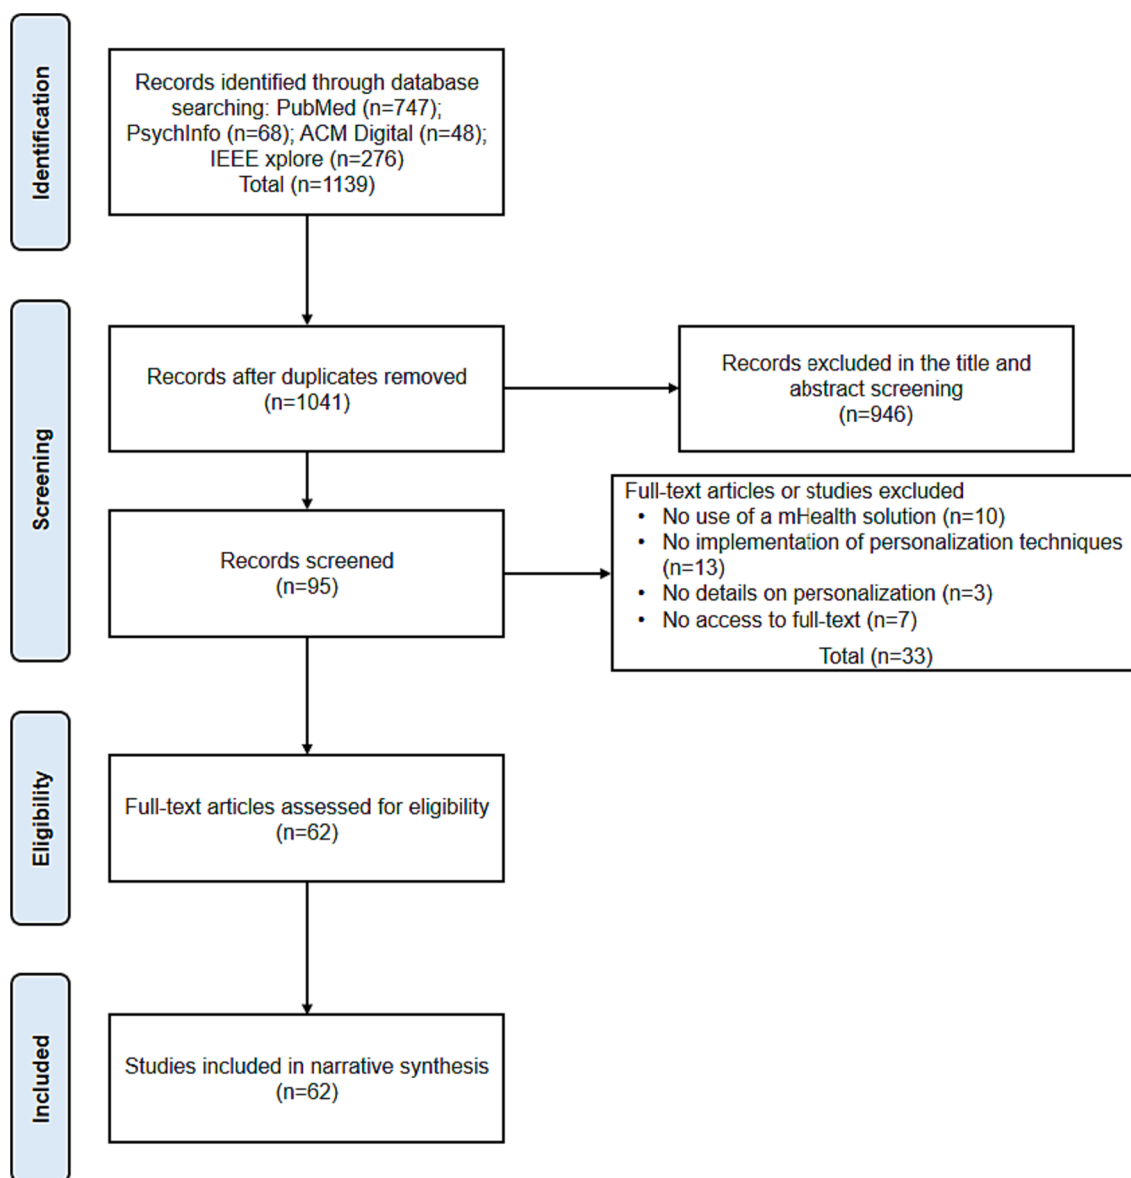 Identification
Records identified through database
searching: PubMed (n=747);
PsychInfo (n=68); ACM Digital (n=48);
IEEE xplore (n=276)
Total (n=1139)
Screening
Records after duplicates removed
(n=1041)
Records excluded in the title and
abstract screening
(n=946)
Records screened
(n=95)
Full-text articles or studies excluded
• No use of a mHealth solution (n=10)
• No implementation of personalization techniques
(n=13)
• No details on personalization (n=3)
• No access to full-text (n=7)
Total (n=33)
Eligibility
Full-text articles assessed for eligibility
(n=62)
Included
Studies included in narrative synthesis
(n=62)